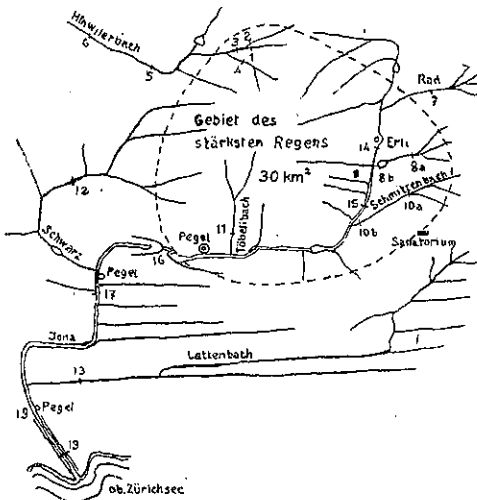 Hinwilerbach
6
5
3 2
4
Rad
7
Gebiet des
stärksten Regens
30 km²
14
Erli
8
8b
8a
Schmittenbach
15
10a
10b
Sanatorium
12
11
Töbelibach
Pegel
16
Schwarz
Pegel
17
Jona
Lattenbach
1
13
Pegel
19
19
ob. Zürichsee